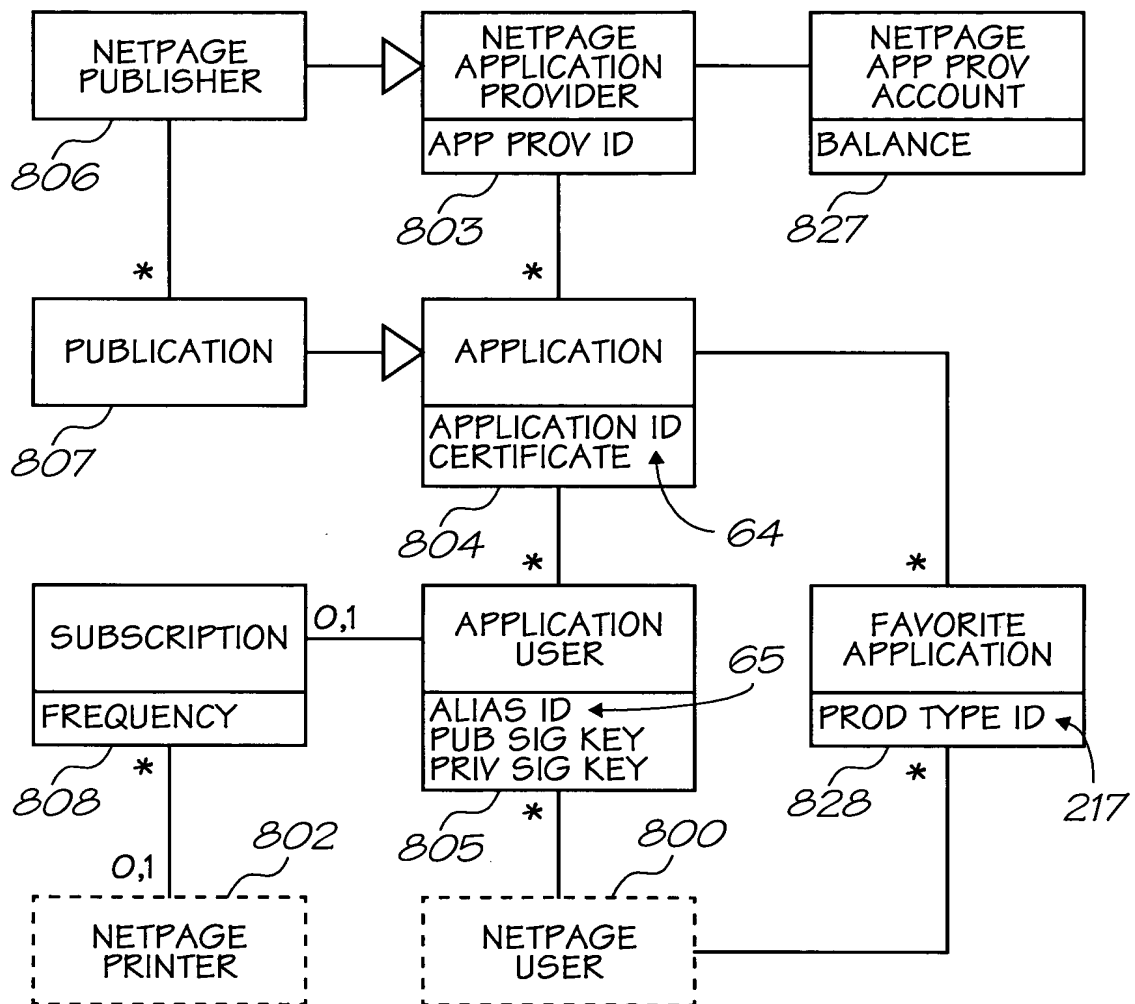 NETPAGE
PUBLISHER
NETPAGE
APPLICATION
PROVIDER
APP PROV ID
NETPAGE
APP PROV
ACCOUNT
BALANCE
806
803
827
*
*
PUBLICATION
APPLICATION
APPLICATION ID
CERTIFICATE
807
804
64
*
*
SUBSCRIPTION
FREQUENCY
0,1
APPLICATION
USER
ALIAS ID
PUB SIG KEY
PRIV SIG KEY
65
FAVORITE
APPLICATION
PROD TYPE ID
808
*
805
*
828
*
217
802
800
0,1
NETPAGE
PRINTER
NETPAGE
USER